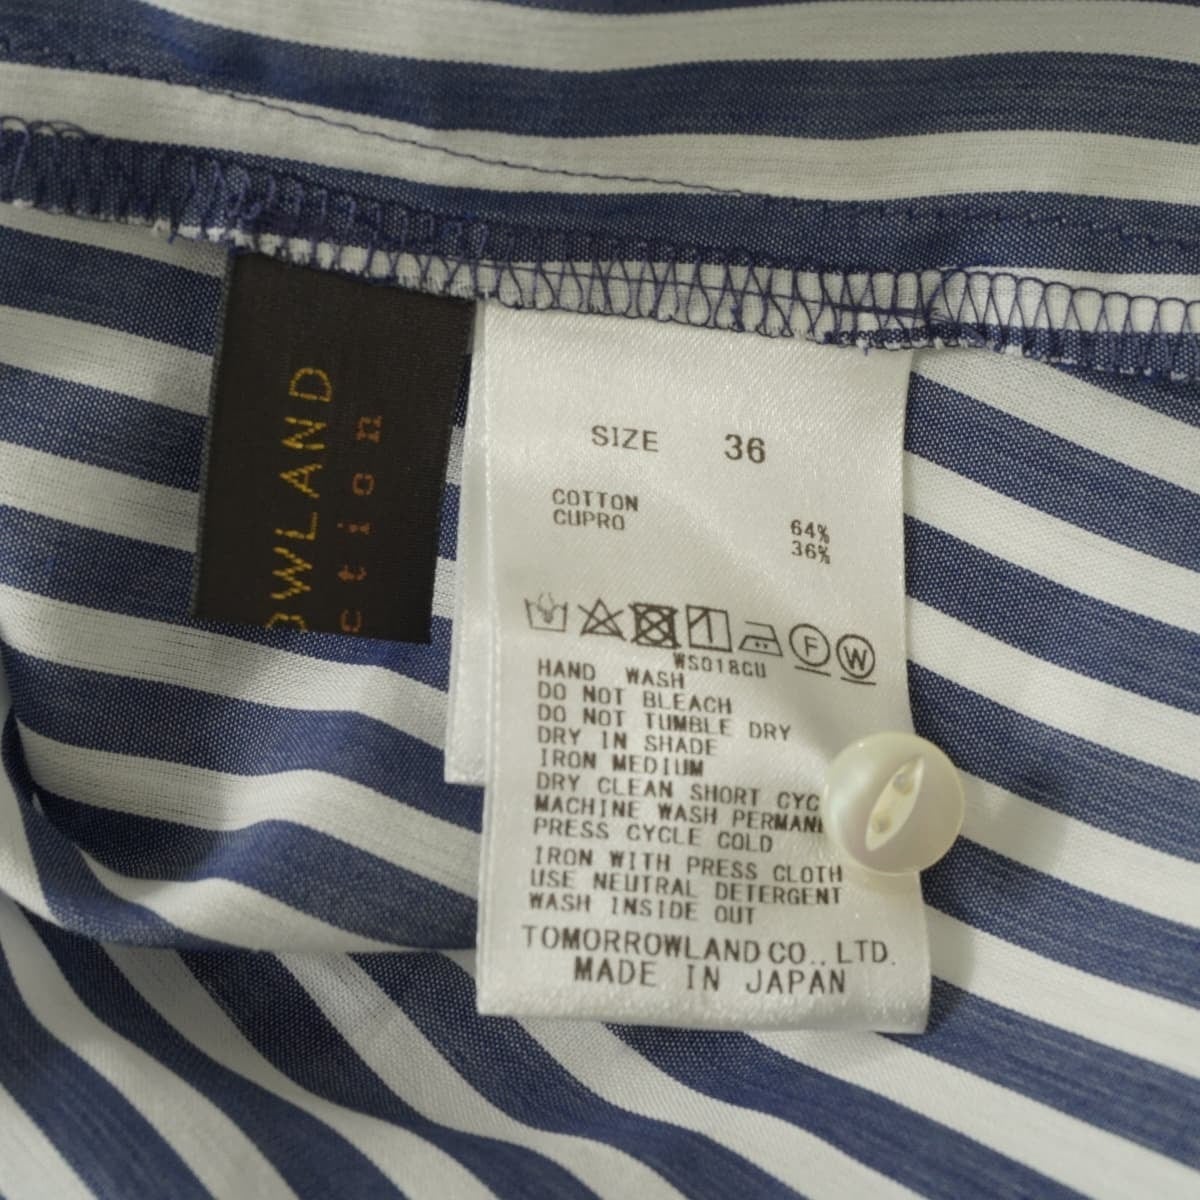 OWLAND
ction
SIZE 36
COTTON 64%
CUPRO 36%
F W
WS018CU
HAND WASH
DO NOT BLEACH
DO NOT TUMBLE DRY
DRY IN SHADE
IRON MEDIUM
DRY CLEAN SHORT CYC
MACHINE WASH PERMAN
PRESS CYCLE COLD
IRON WITH PRESS CLOTH
USE NEUTRAL DETERGENT
WASH INSIDE OUT
TOMORROWLAND CO., LTD.
MADE IN JAPAN